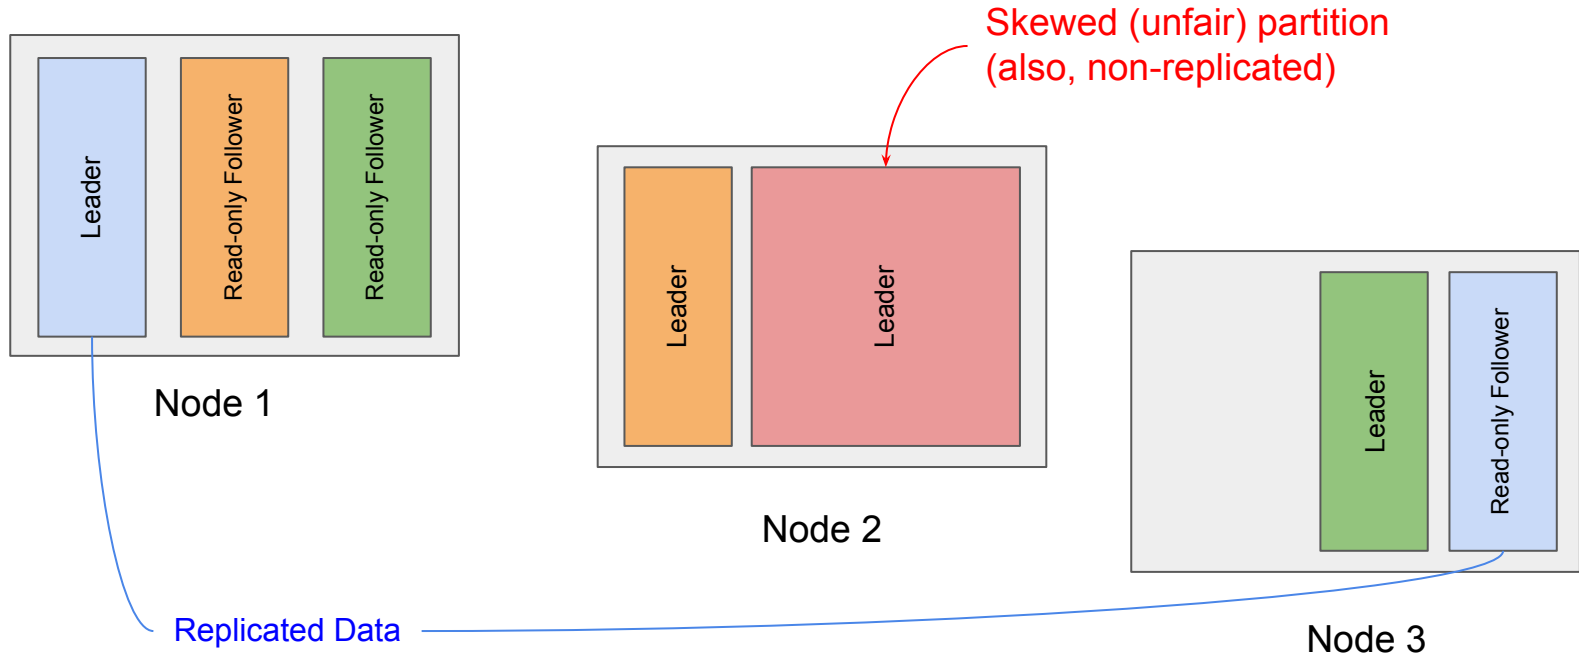 Skewed (unfair) partition
(also, non-replicated)
Leader
Read-only Follower
Read-only Follower
Node 1
Leader
Leader
Node 2
Leader
Read-only Follower
Node 3
Replicated Data